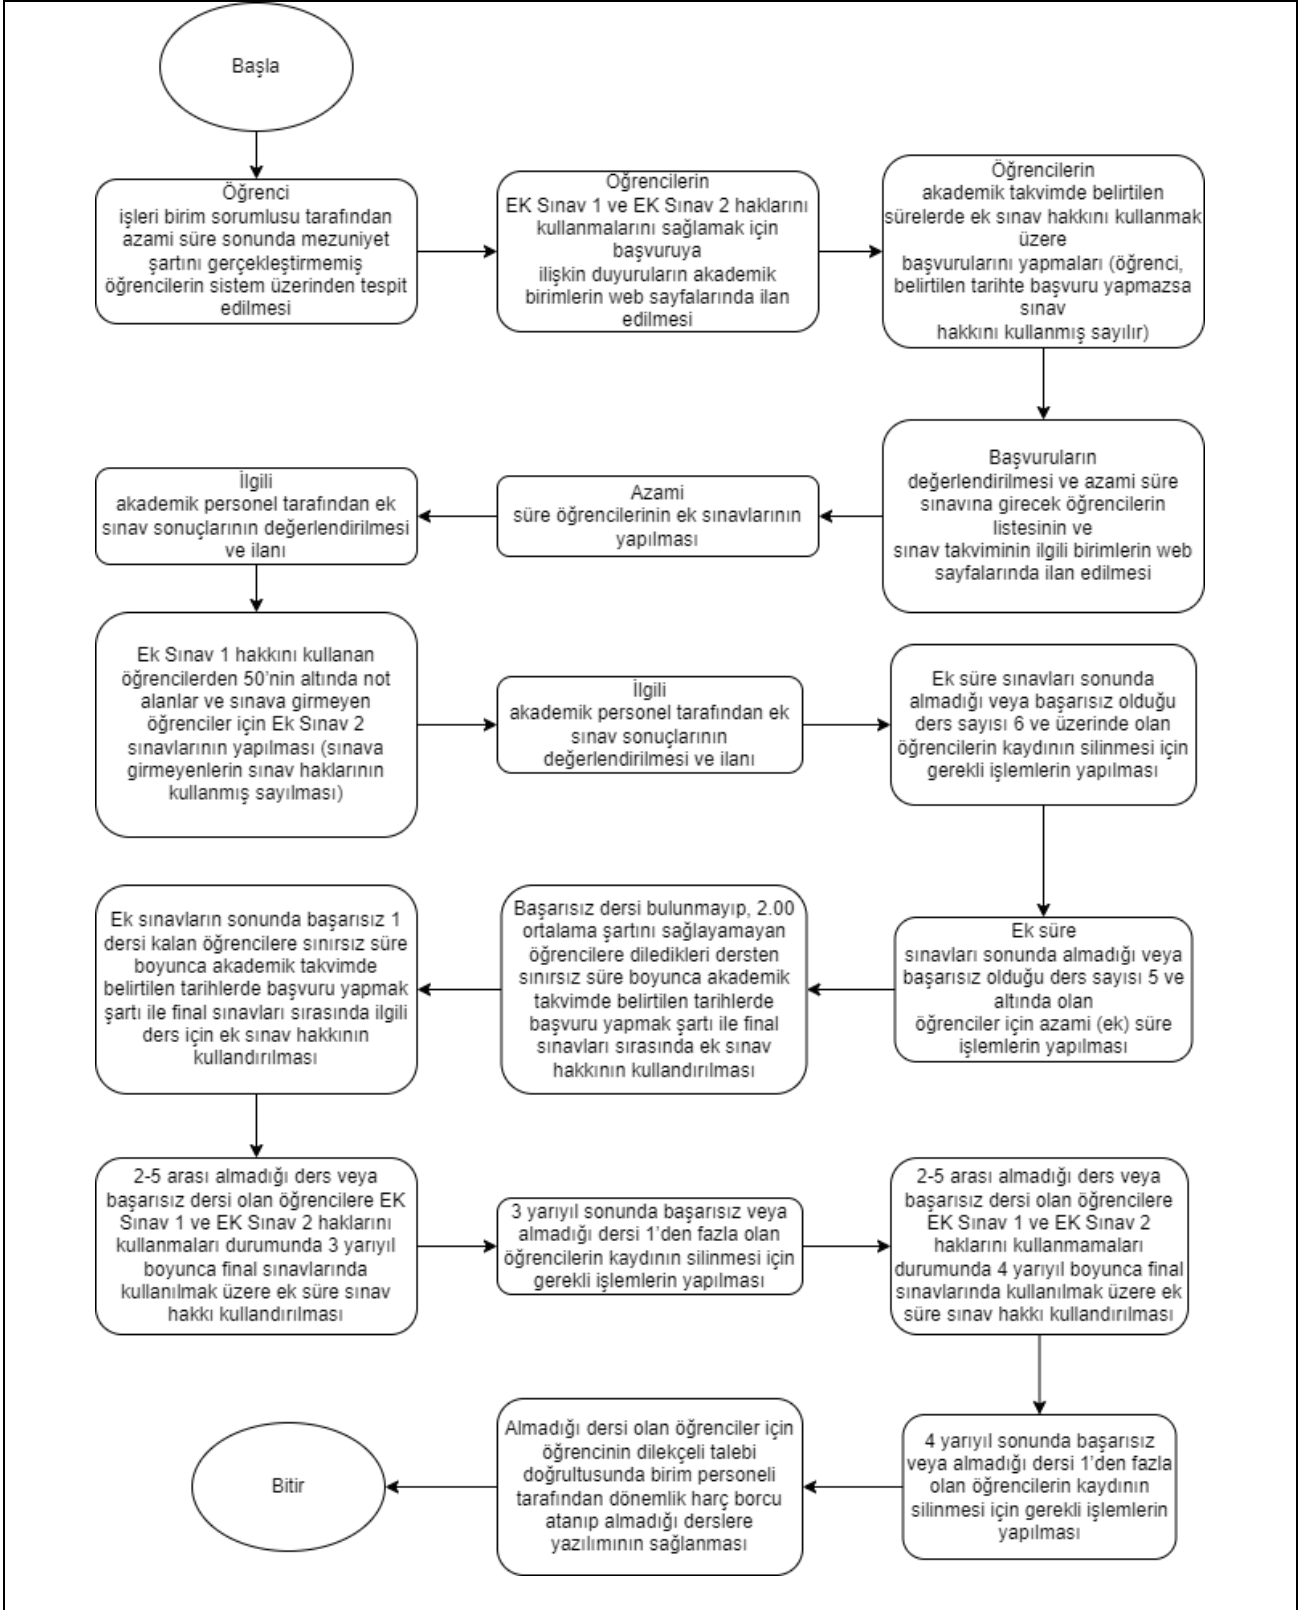 Başla
Öğrenci
işleri birim sorumlusu tarafından
azami süre sonunda mezuniyet
şartını gerçekleştirmemiş
öğrencilerin sistem üzerinden tespit
edilmesi
Öğrencilerin
EK Sınav 1 ve EK Sınav 2 haklarını
kullanmalarını sağlamak için
başvuruya
ilişkin duyuruların akademik
birimlerin web sayfalarında ilan
edilmesi
Öğrencilerin
akademik takvimde belirtilen
sürelerde ek sınav hakkını kullanmak
üzere
başvurularını yapmaları (öğrenci,
belirtilen tarihte başvuru yapmazsa
sınav
hakkını kullanmış sayılır)
Başvuruların
değerlendirilmesi ve azami süre
sınavına girecek öğrencilerin
listesinin ve
sınav takviminin ilgili birimlerin web
sayfalarında ilan edilmesi
Azami
süre öğrencilerinin ek sınavlarının
yapılması
İlgili
akademik personel tarafından ek
sınav sonuçlarının değerlendirilmesi
ve ilanı
Ek Sınav 1 hakkını kullanan
öğrencilerden 50’nin altında not
alanlar ve sınava girmeyen
öğrenciler için Ek Sınav 2
sınavlarının yapılması (sınava
girmeyenlerin sınav haklarının
kullanmış sayılması)
İlgili
akademik personel tarafından ek
sınav sonuçlarının
değerlendirilmesi ve ilanı
Ek süre sınavları sonunda
almadığı veya başarısız olduğu
ders sayısı 6 ve üzerinde olan
öğrencilerin kaydının silinmesi için
gerekli işlemlerin yapılması
Ek süre
sınavları sonunda almadığı veya
başarısız olduğu ders sayısı 5 ve
altında olan
öğrenciler için azami (ek) süre
işlemlerin yapılması
Başarısız dersi bulunmayıp, 2.00
ortalama şartını sağlayamayan
öğrencilere diledikleri dersten
sınırsız süre boyunca akademik
takvimde belirtilen tarihlerde
başvuru yapmak şartı ile final
sınavları sırasında ek sınav
hakkının kullandırılması
Ek sınavların sonunda başarısız 1
dersi kalan öğrencilere sınırsız süre
boyunca akademik takvimde
belirtilen tarihlerde başvuru yapmak
şartı ile final sınavları sırasında ilgili
ders için ek sınav hakkının
kullandırılması
2-5 arası almadığı ders veya
başarısız dersi olan öğrencilere EK
Sınav 1 ve EK Sınav 2 haklarını
kullanmaları durumunda 3 yarıyıl
boyunca final sınavlarında
kullanılmak üzere ek süre sınav
hakkı kullandırılması
3 yarıyıl sonunda başarısız veya
almadığı dersi 1’den fazla olan
öğrencilerin kaydının silinmesi için
gerekli işlemlerin yapılması
2-5 arası almadığı ders veya
başarısız dersi olan öğrencilere
EK Sınav 1 ve EK Sınav 2
haklarını kullanmamaları
durumunda 4 yarıyıl boyunca final
sınavlarında kullanılmak üzere ek
süre sınav hakkı kullandırılması
4 yarıyıl sonunda başarısız
veya almadığı dersi 1’den fazla
olan öğrencilerin kaydının
silinmesi için gerekli işlemlerin
yapılması
Almadığı dersi olan öğrenciler için
öğrencinin dilekçeli talebi
doğrultusunda birim personeli
tarafından dönemlik harç borcu
atanıp almadığı derslere
yazılımının sağlanması
Bitir